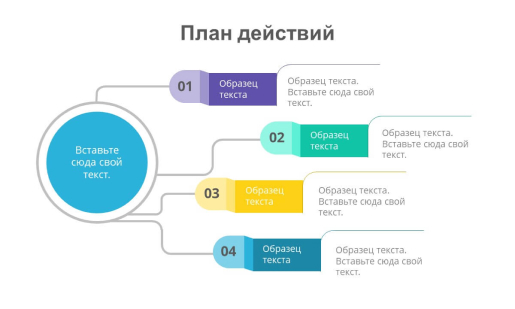 План действий
01
Образец
текста
Образец текста.
Вставьте сюда свой
текст.
Вставьте
сюда свой
текст.
02
Образец
текста
Образец текста.
Вставьте сюда свой
текст.
03
Образец
текста
Образец текста.
Вставьте сюда свой
текст.
04
Образец
текста
Образец текста.
Вставьте сюда свой
текст.